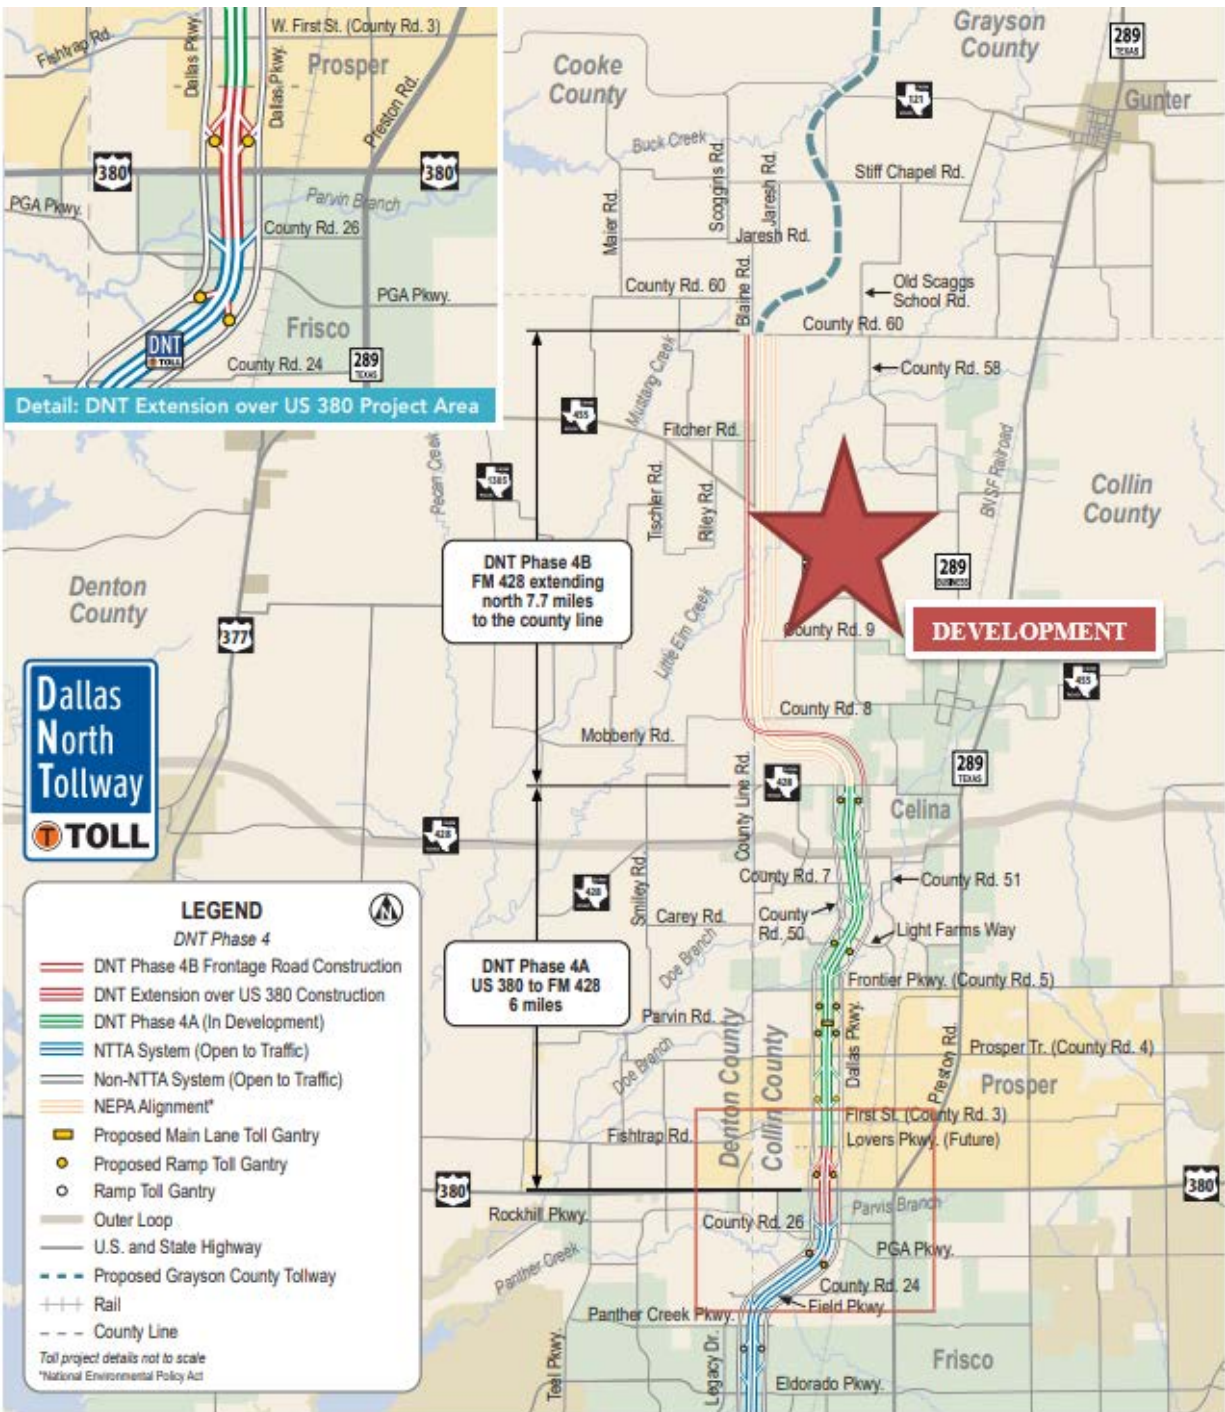 W. First St. (County Rd. 3)
Fishtrap Rd.
Dallas Pkwy.
Prosper
Dallas Pkwy.
Preston Rd.
380
380
Parvin Branch
PGA Pkwy.
County Rd. 26
PGA Pkwy.
Frisco
DNT
TOLL
County Rd. 24
289
TEXAS
Detail: DNT Extension over US 380 Project Area
Grayson
County
289
TEXAS
Cooke
County
121
Gunter
Buck Creek
Scoggins Rd.
Jaresh Rd.
Stiff Chapel Rd.
Maier Rd.
Jaresh Rd.
Blaine Rd.
County Rd. 60
Old Scaggs
School Rd.
County Rd. 60
Mustang Creek
County Rd. 58
455
Fitcher Rd.
Pecan Creek
1385
Tischler Rd.
Riley Rd.
BNSF Railroad
Collin
County
DNT Phase 4B
FM 428 extending
north 7.7 miles
to the county line
289
BUSINESS
Denton
County
377
Little Elm Creek
County Rd. 9
DEVELOPMENT
455
County Rd. 8
Mobberly Rd.
Dallas
North
Tollway
T TOLL
County Line Rd.
428
289
TEXAS
Celina
428
428
Smiley Rd.
County Rd. 7
County Rd. 51
Carey Rd.
County
Rd. 50
Light Farms Way
Doe Branch
DNT Phase 4A
US 380 to FM 428
6 miles
Frontier Pkwy. (County Rd. 5)
Parvin Rd.
Doe Branch
Denton County
Collin County
Dallas Pkwy.
Preston Rd.
Prosper Tr. (County Rd. 4)
Prosper
First St. (County Rd. 3)
Fishtrap Rd.
Lovers Pkwy. (Future)
380
380
Rockhill Pkwy.
County Rd. 26
Parvis Branch
PGA Pkwy.
Panther Creek
County Rd. 24
Field Pkwy
Panther Creek Pkwy.
Teel Pkwy.
Legacy Dr.
Frisco
Eldorado Pkwy.
LEGEND
N
DNT Phase 4
DNT Phase 4B Frontage Road Construction
DNT Extension over US 380 Construction
DNT Phase 4A (In Development)
NTTA System (Open to Traffic)
Non-NTTA System (Open to Traffic)
NEPA Alignment*
Proposed Main Lane Toll Gantry
Proposed Ramp Toll Gantry
Ramp Toll Gantry
Outer Loop
U.S. and State Highway
Proposed Grayson County Tollway
Rail
County Line
Toll project details not to scale
*National Environmental Policy Act